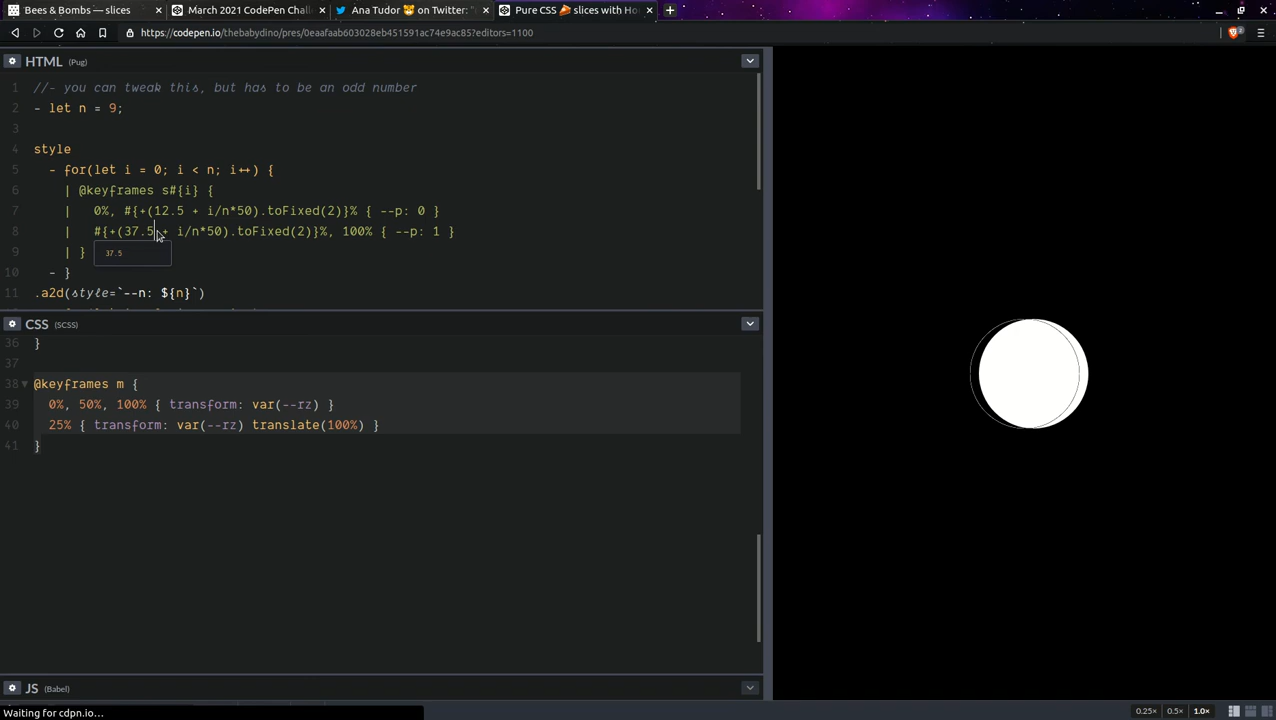 Bees & Bombs — slices
March 2021 CodePen Chall
Ana Tudor 🐯 on Twitter: "
Pure CSS 🍕 slices with Ho
https://codepen.io/thebabydino/pres/0eaafaab603028eb451591ac74e9ac85?editors=1100
2
HTML (Pug)
1 //- you can tweak this, but has to be an odd number
2 - let n = 9;
3
4 style
5 - for(let i = 0; i < n; i++) {
6 | @keyframes s#{i} {
7 | 0%, #{+(12.5 + i/n*50).toFixed(2)}% { --p: 0 }
8 | #{+(37.5 + i/n*50).toFixed(2)}%, 100% { --p: 1 }
9 | }
37.5
10 - }
11 .a2d(style=`--n: ${n}`)
CSS (SCSS)
36 }
37
38 @keyframes m {
39 0%, 50%, 100% { transform: var(--rz) }
40 25% { transform: var(--rz) translate(100%) }
41 }
JS (Babel)
Waiting for cdpn.io...
0.25× 0.5× 1.0×